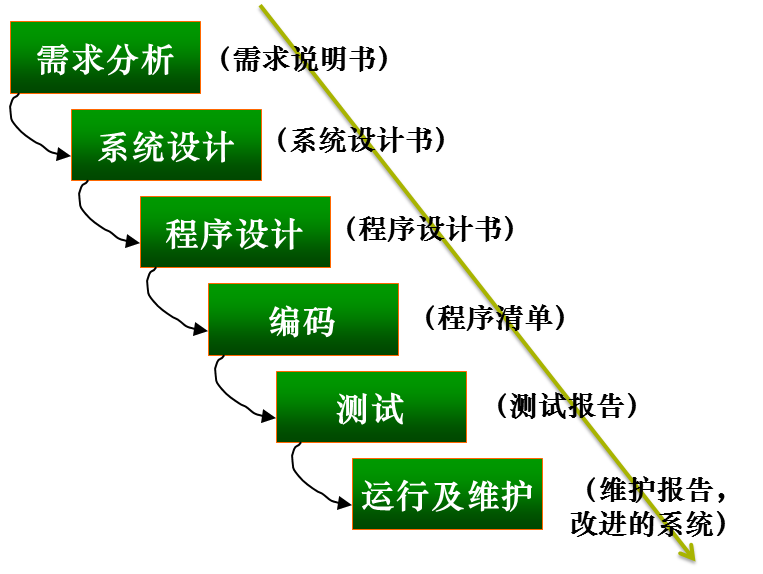 需求分析 （需求说明书）
系统设计 （系统设计书）
程序设计 （程序设计书）
编码 （程序清单）
测试 （测试报告）
运行及维护 （维护报告，
改进的系统）